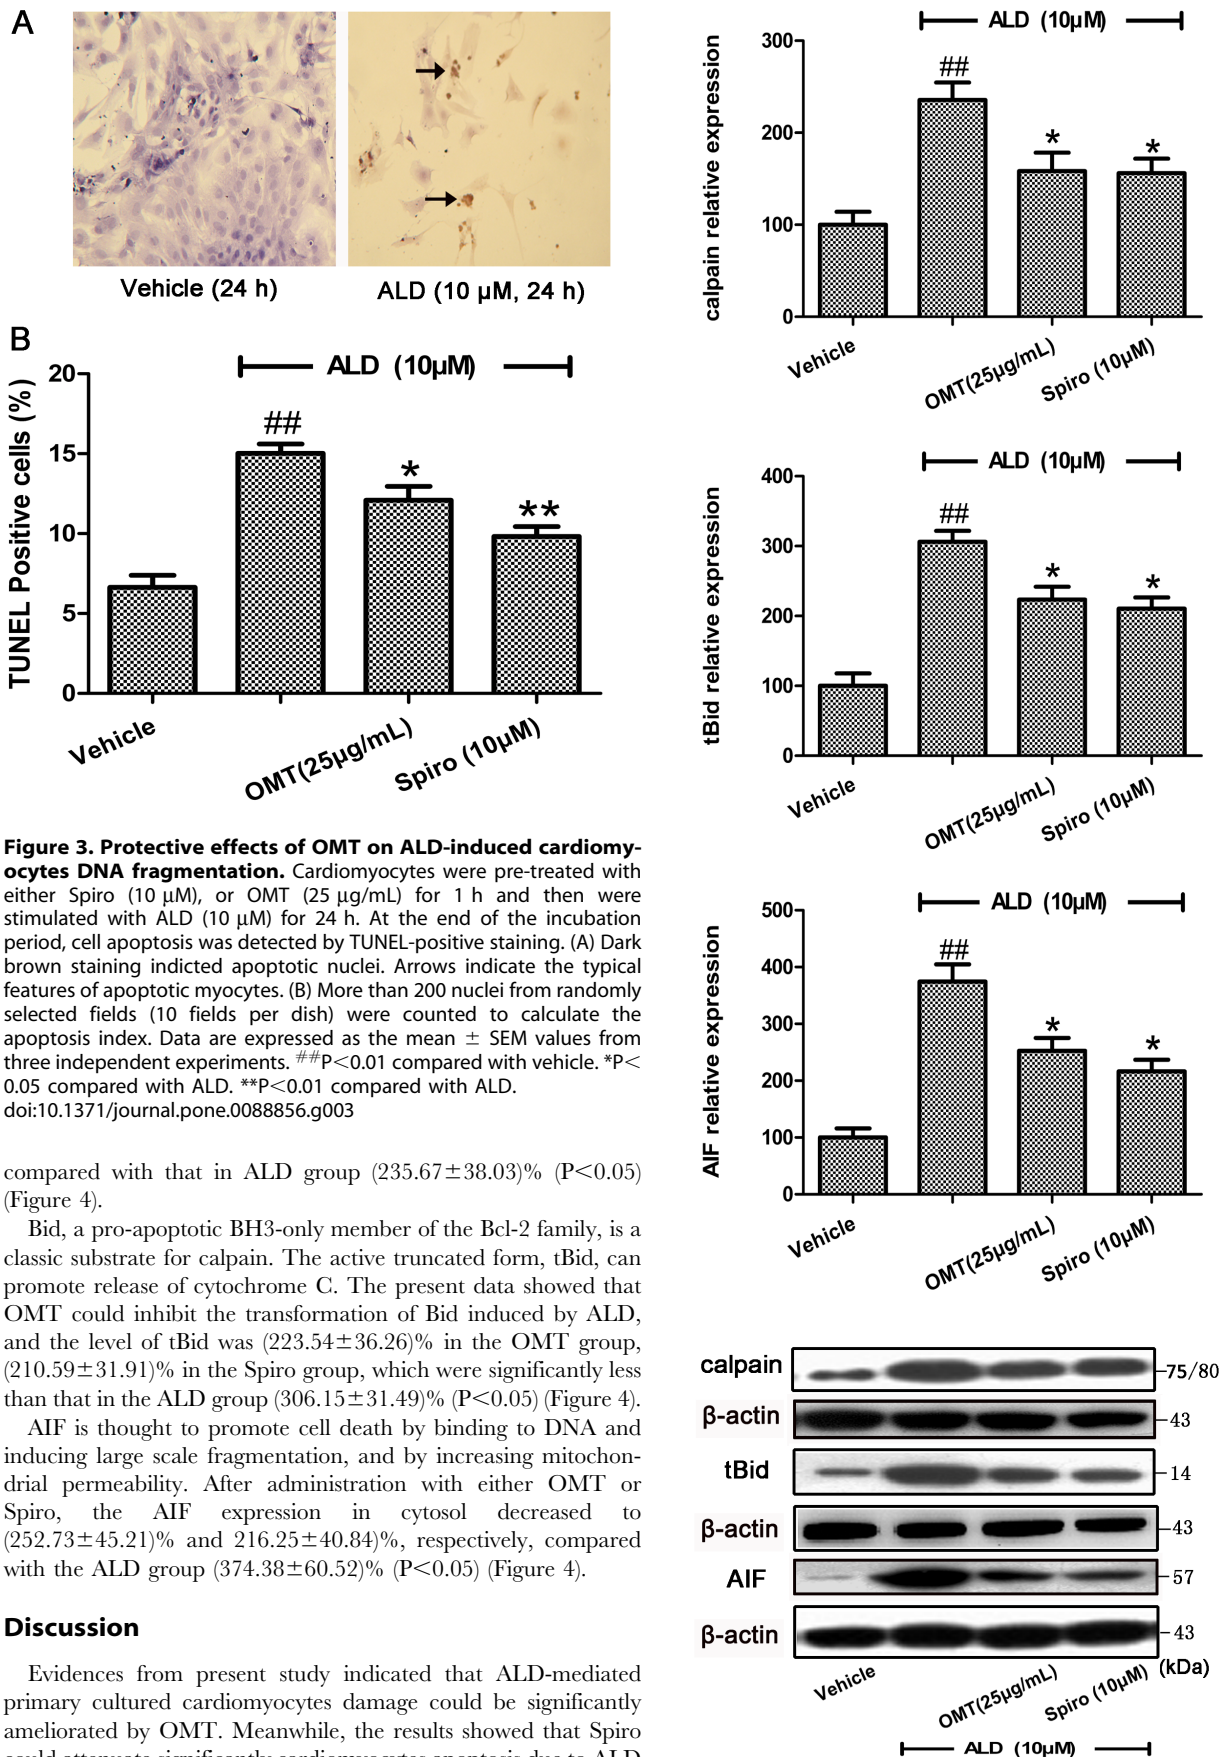 A
Vehicle (24 h)
ALD (10 μM, 24 h)
B
ALD (10μM)
TUNEL Positive cells (%)
20
15
10
5
0
##
*
**
Vehicle
OMT(25μg/mL)
Spiro (10μM)
Figure 3. Protective effects of OMT on ALD-induced cardiomy-
ocytes DNA fragmentation. Cardiomyocytes were pre-treated with
either Spiro (10 μM), or OMT (25 μg/mL) for 1 h and then were
stimulated with ALD (10 μM) for 24 h. At the end of the incubation
period, cell apoptosis was detected by TUNEL-positive staining. (A) Dark
brown staining indicted apoptotic nuclei. Arrows indicate the typical
features of apoptotic myocytes. (B) More than 200 nuclei from randomly
selected fields (10 fields per dish) were counted to calculate the
apoptosis index. Data are expressed as the mean ± SEM values from
three independent experiments. ##P<0.01 compared with vehicle. *P<
0.05 compared with ALD. **P<0.01 compared with ALD.
doi:10.1371/journal.pone.0088856.g003
compared with that in ALD group (235.67±38.03)% (P<0.05)
(Figure 4).
Bid, a pro-apoptotic BH3-only member of the Bcl-2 family, is a
classic substrate for calpain. The active truncated form, tBid, can
promote release of cytochrome C. The present data showed that
OMT could inhibit the transformation of Bid induced by ALD,
and the level of tBid was (223.54±36.26)% in the OMT group,
(210.59±31.91)% in the Spiro group, which were significantly less
than that in the ALD group (306.15±31.49)% (P<0.05) (Figure 4).
AIF is thought to promote cell death by binding to DNA and
inducing large scale fragmentation, and by increasing mitochon-
drial permeability. After administration with either OMT or
Spiro, the AIF expression in cytosol decreased to
(252.73±45.21)% and 216.25±40.84)%, respectively, compared
with the ALD group (374.38±60.52)% (P<0.05) (Figure 4).
Discussion
Evidences from present study indicated that ALD-mediated
primary cultured cardiomyocytes damage could be significantly
ameliorated by OMT. Meanwhile, the results showed that Spiro
could attenuate significantly cardiomyocytes apoptosis due to ALD
ALD (10μM)
calpain relative expression
300
200
100
0
##
*
*
Vehicle
OMT(25μg/mL)
Spiro (10μM)
ALD (10μM)
tBid relative expression
400
300
200
100
0
##
*
*
Vehicle
OMT(25μg/mL)
Spiro (10μM)
ALD (10μM)
AIF relative expression
500
400
300
200
100
0
##
*
*
Vehicle
OMT(25μg/mL)
Spiro (10μM)
calpain 75/80
β-actin 43
tBid 14
β-actin 43
AIF 57
β-actin 43
(kDa)
Vehicle
OMT(25μg/mL)
Spiro (10μM)
ALD (10μM)